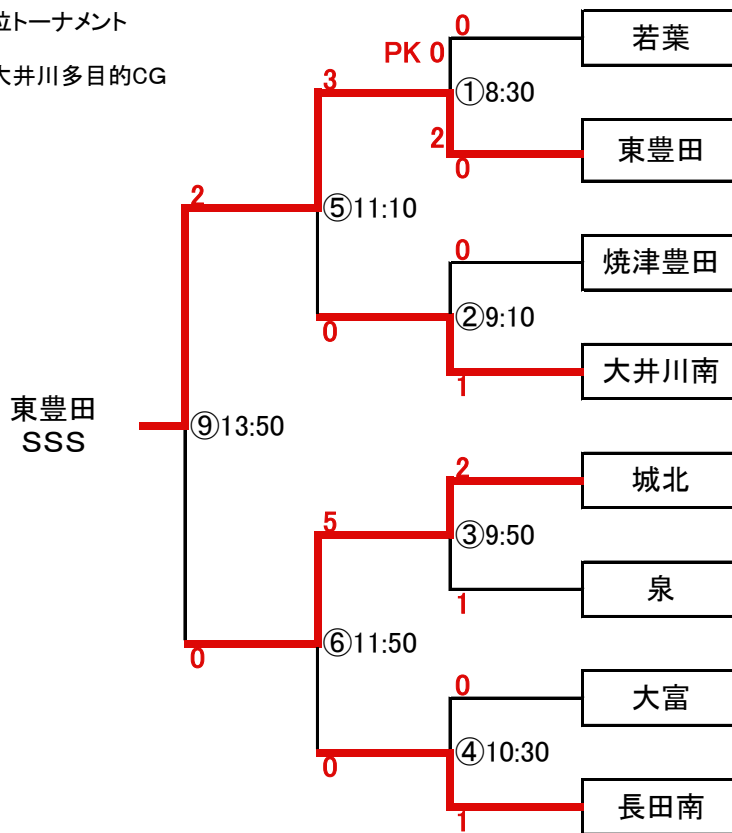 位トーナメント
大井川多目的CG
0
若葉
PK 0
①8:30
2
東豊田
0
3
2
⑤11:10
0
焼津豊田
②9:10
0
大井川南
1
東豊田
SSS
⑨13:50
2
城北
5
③9:50
泉
1
⑥11:50
0
0
大富
④10:30
0
長田南
1